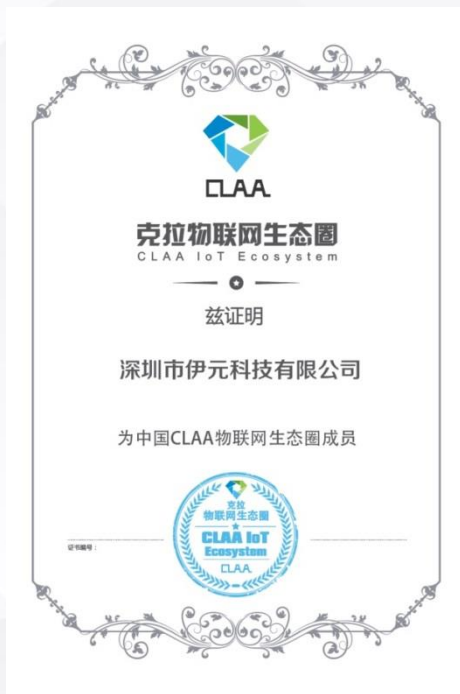 CLAA
克拉物联网生态圈
CLAA IoT Ecosystem
兹证明
深圳市伊元科技有限公司
为中国CLAA物联网生态圈成员
克拉
物联网生态圈
CLAA IoT
Ecosystem
CLAA
证书编号：